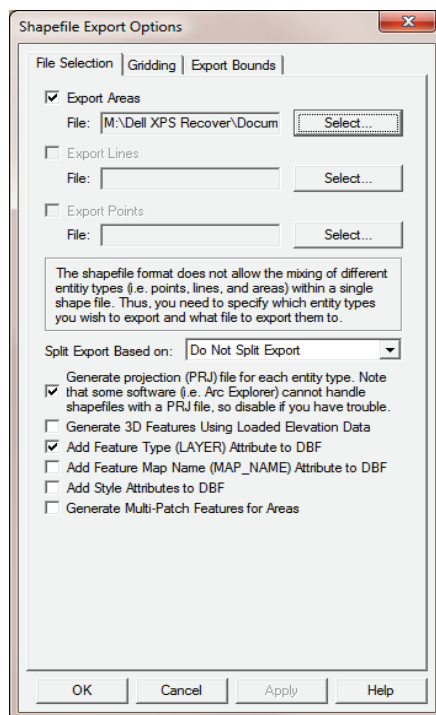 Shapefile Export Options
File Selection
Gridding
Export Bounds
Export Areas
File: M:\Dell XPS Recover\Docum Select...
Export Lines
File: Select...
Export Points
File: Select...
The shapefile format does not allow the mixing of different
entitiy types (i.e. points, lines, and areas) within a single
shape file. Thus, you need to specify which entity types
you wish to export and what file to export them to.
Split Export Based on: Do Not Split Export
Generate projection (PRJ) file for each entity type. Note
that some software (i.e. Arc Explorer) cannot handle
shapefiles with a PRJ file, so disable if you have trouble.
Generate 3D Features Using Loaded Elevation Data
Add Feature Type (LAYER) Attribute to DBF
Add Feature Map Name (MAP_NAME) Attribute to DBF
Add Style Attributes to DBF
Generate Multi-Patch Features for Areas
OK Cancel Apply Help